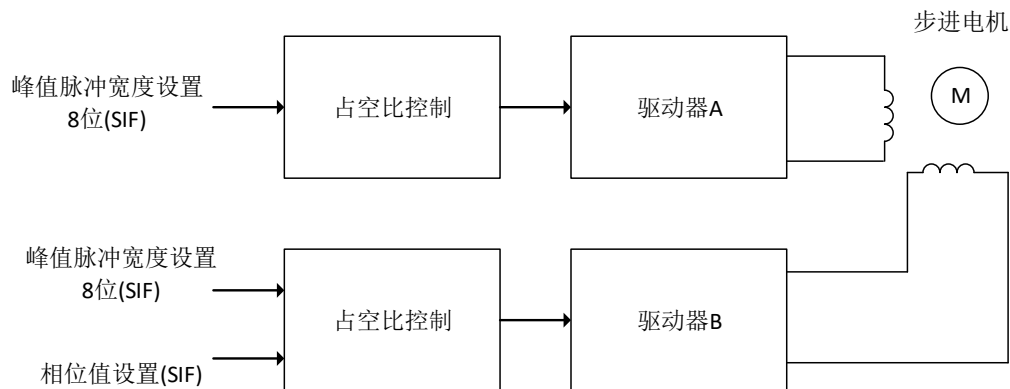 步进电机
峰值脉冲宽度设置
8位(SIF)
占空比控制
驱动器A
M
峰值脉冲宽度设置
8位(SIF)
占空比控制
驱动器B
相位值设置(SIF)